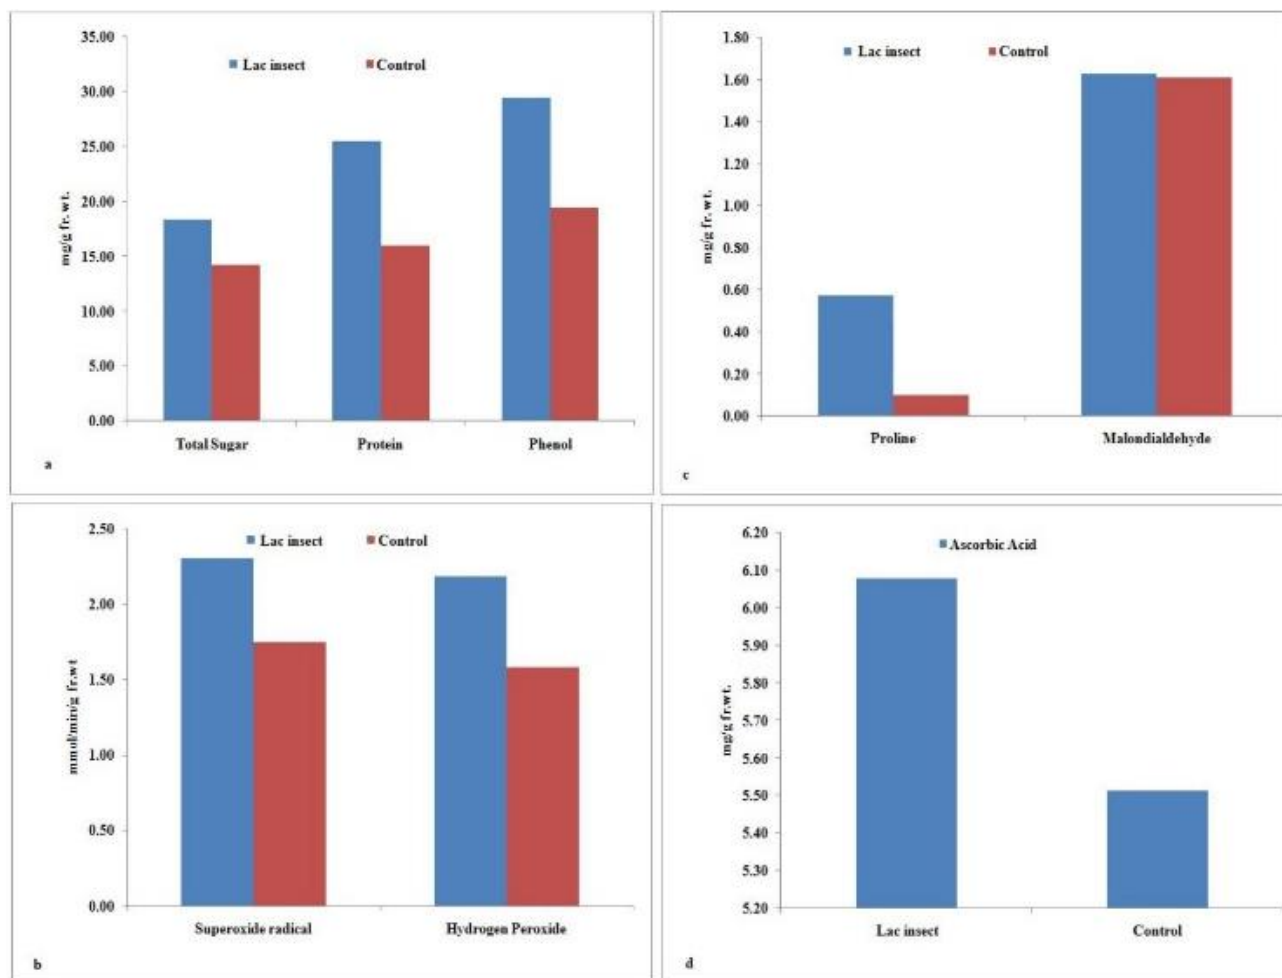 35.00
Lac insect Control
30.00
25.00
20.00
15.00
10.00
5.00
0.00
mg/g fr. wt.
Total Sugar Protein Phenol
a
1.80
Lac insect Control
1.60
1.40
1.20
1.00
0.80
0.60
0.40
0.20
0.00
mg/g fr. wt.
Proline Malondialdehyde
c
2.50
Lac insect Control
2.00
1.50
1.00
0.50
0.00
mmol/min/g fr.wt
Superoxide radical Hydrogen Peroxide
b
6.20
Ascorbic Acid
6.10
6.00
5.90
5.80
5.70
5.60
5.50
5.40
5.30
5.20
mg/g fr.wt.
Lac insect Control
d